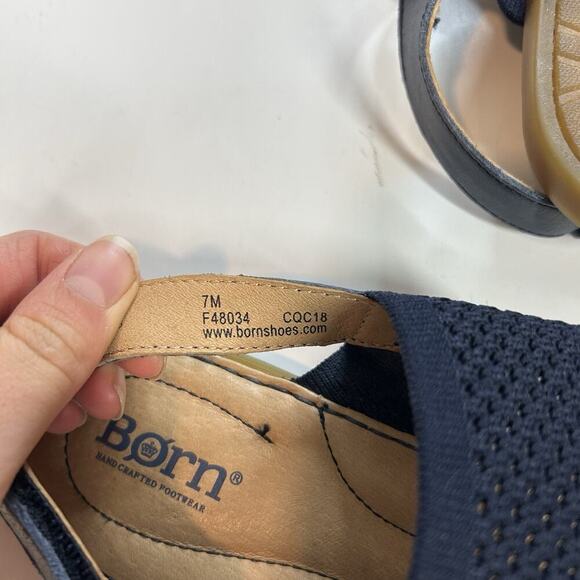 7M
F48034 CQC18
www.bornshoes.com
Børn®
HAND CRAFTED FOOTWEAR